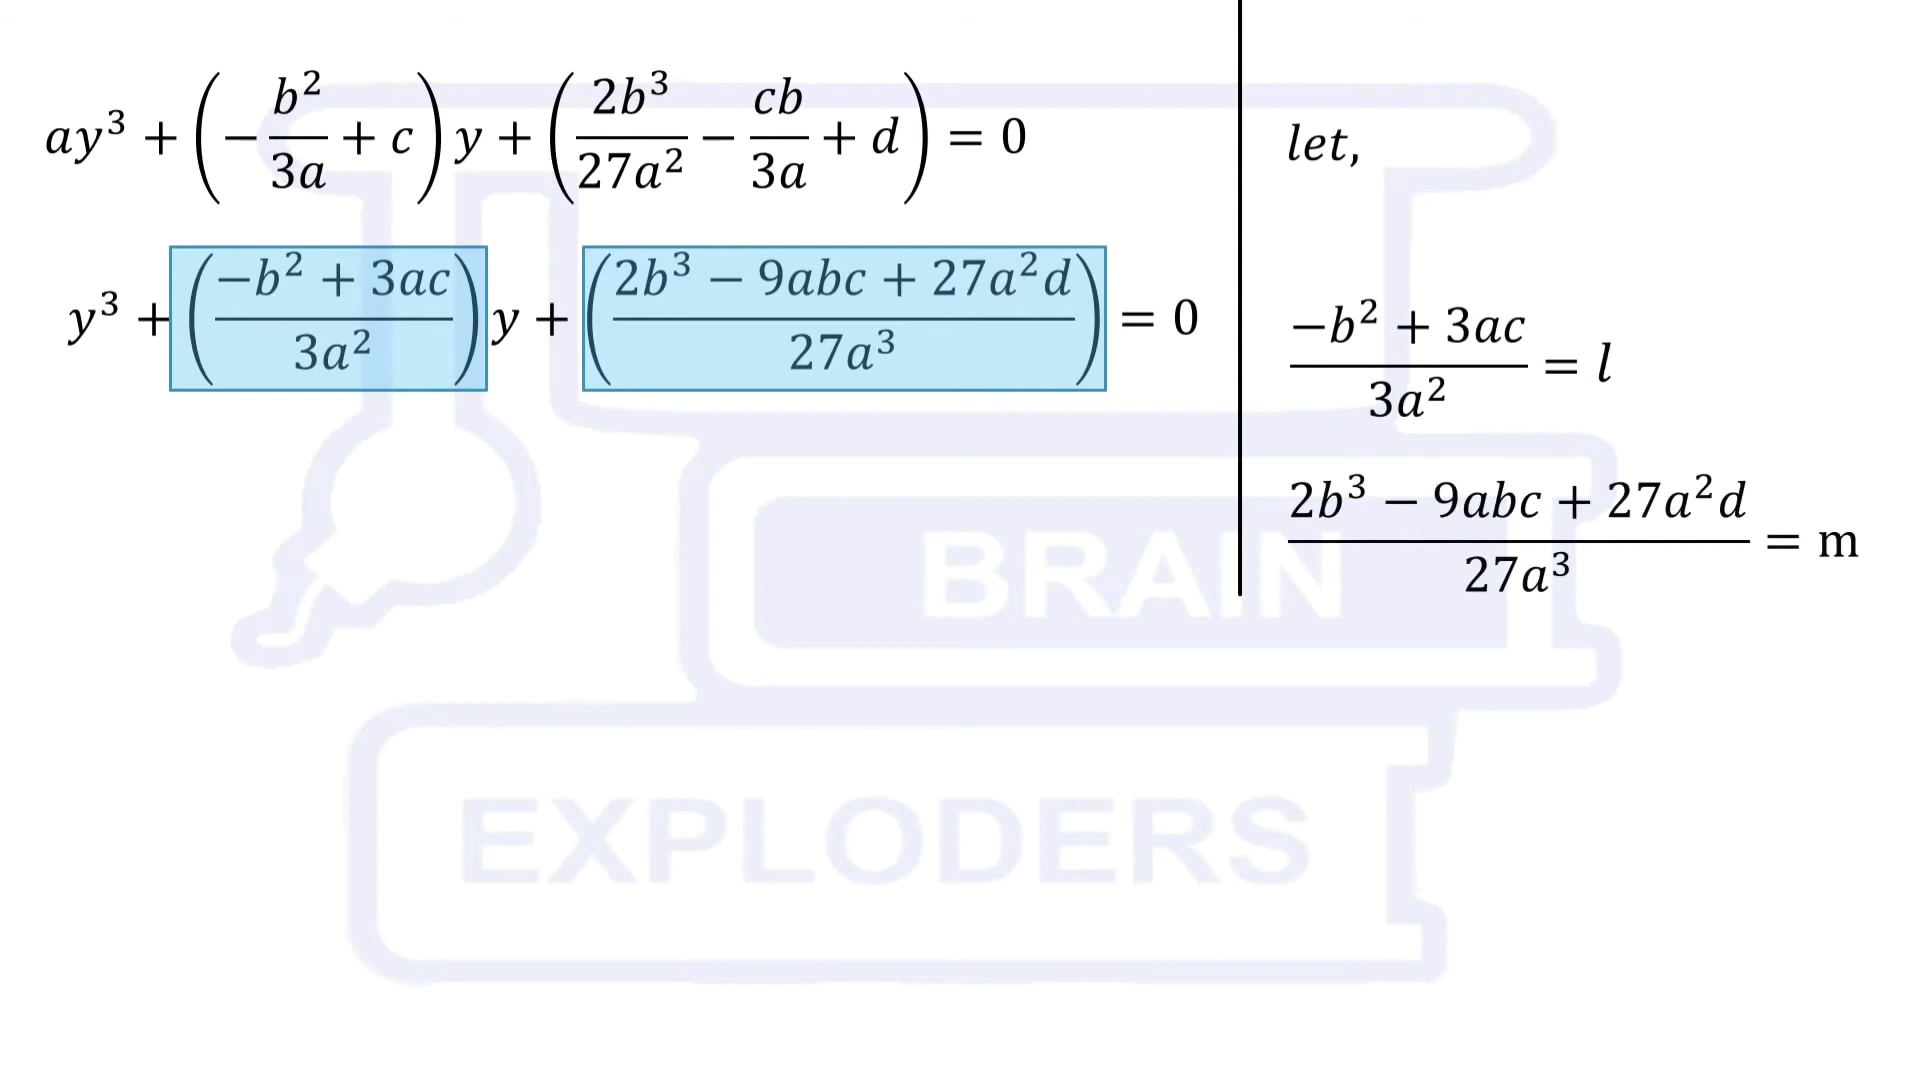 ay³ + (−b²/3a + c) y + (2b³/27a² − cb/3a + d) = 0
y³ + ((−b² + 3ac)/3a²) y + ((2b³ − 9abc + 27a²d)/27a³) = 0
let,
(−b² + 3ac)/3a² = l
(2b³ − 9abc + 27a²d)/27a³ = m
BRAIN
EXPLODERS